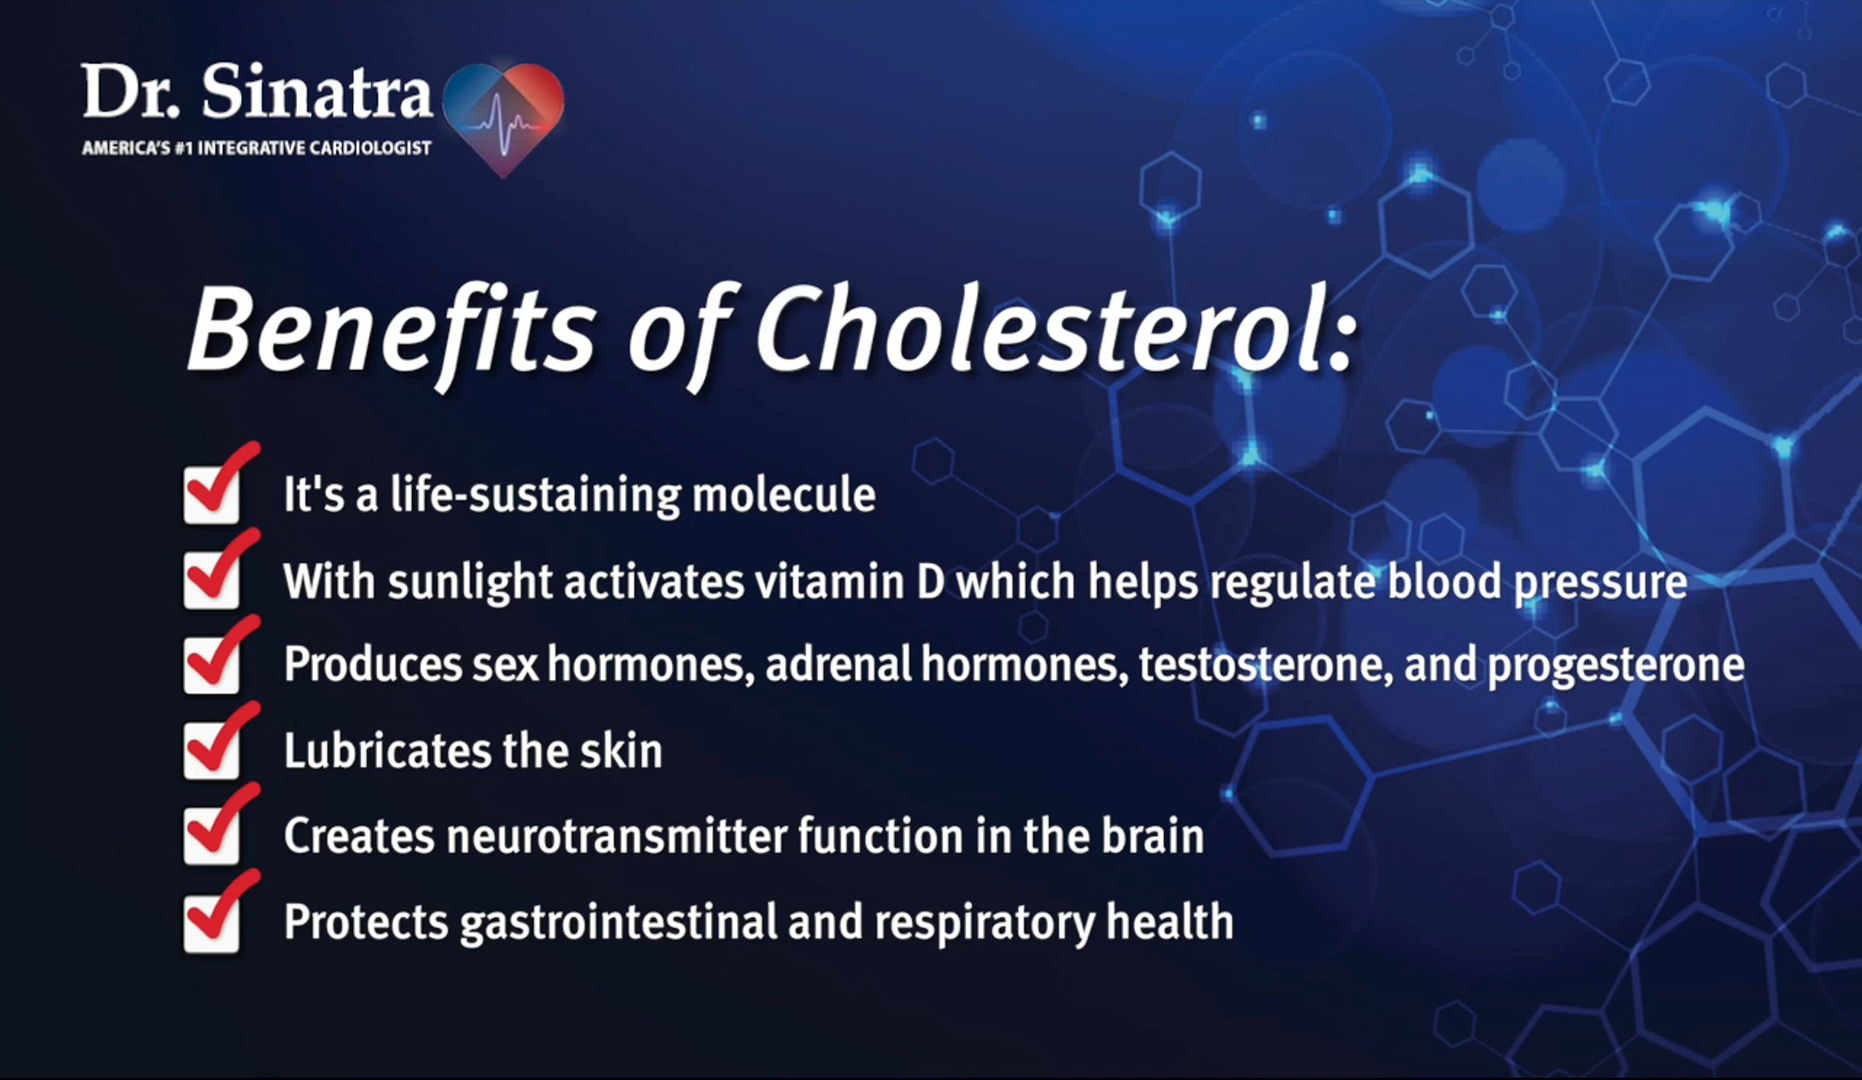 Dr. Sinatra
AMERICA'S #1 INTEGRATIVE CARDIOLOGIST
Benefits of Cholesterol:
It's a life-sustaining molecule
With sunlight activates vitamin D which helps regulate blood pressure
Produces sex hormones, adrenal hormones, testosterone, and progesterone
Lubricates the skin
Creates neurotransmitter function in the brain
Protects gastrointestinal and respiratory health